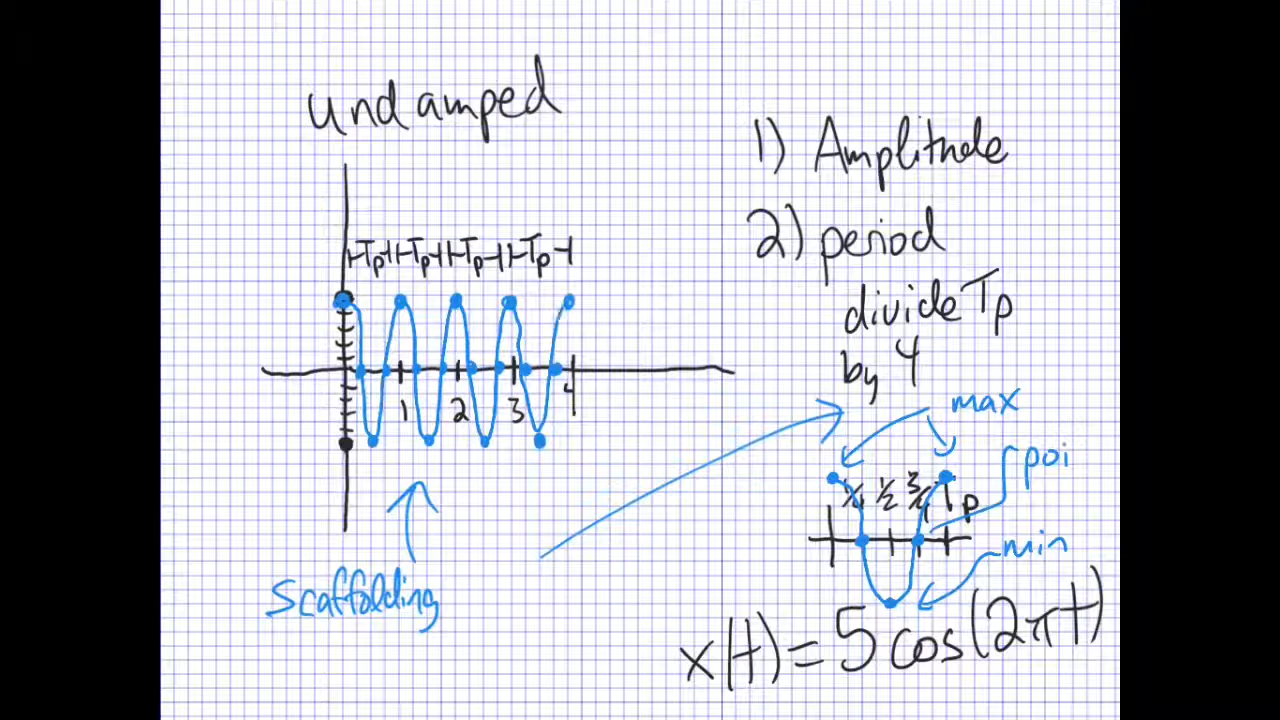 undamped
1) Amplitude
2) period
divide Tp
by 4
⊢Tp⊣⊢Tp⊣⊢Tp⊣⊢Tp⊣
1 2 3 4
max
poi
1/4 1/2 3/4 Tp
min
Scaffolding
x(t) = 5 cos(2πt)